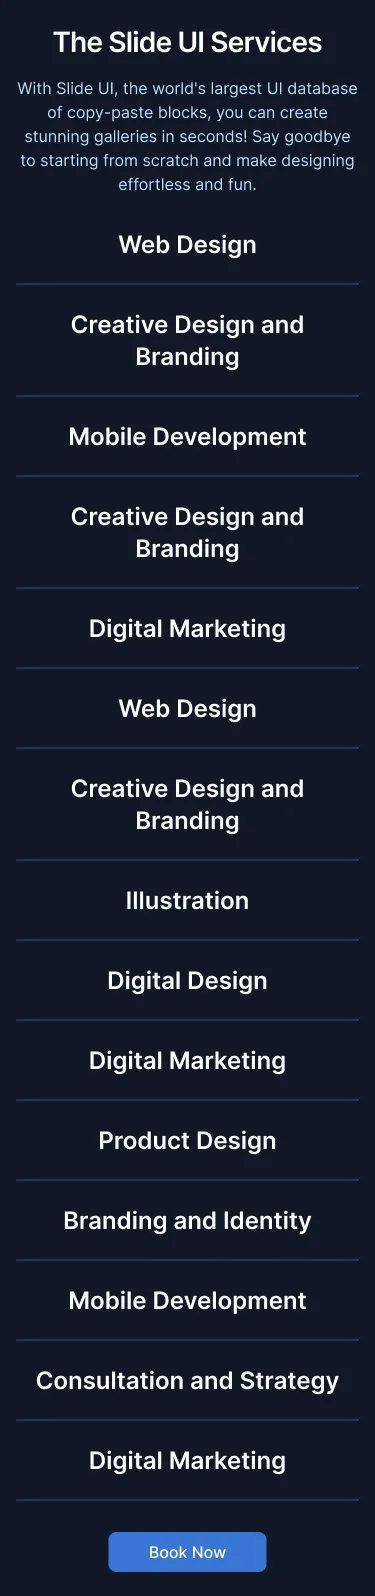 The Slide UI Services
With Slide UI, the world's largest UI database
of copy-paste blocks, you can create
stunning galleries in seconds! Say goodbye
to starting from scratch and make designing
effortless and fun.
Web Design
Creative Design and
Branding
Mobile Development
Creative Design and
Branding
Digital Marketing
Web Design
Creative Design and
Branding
Illustration
Digital Design
Digital Marketing
Product Design
Branding and Identity
Mobile Development
Consultation and Strategy
Digital Marketing
Book Now